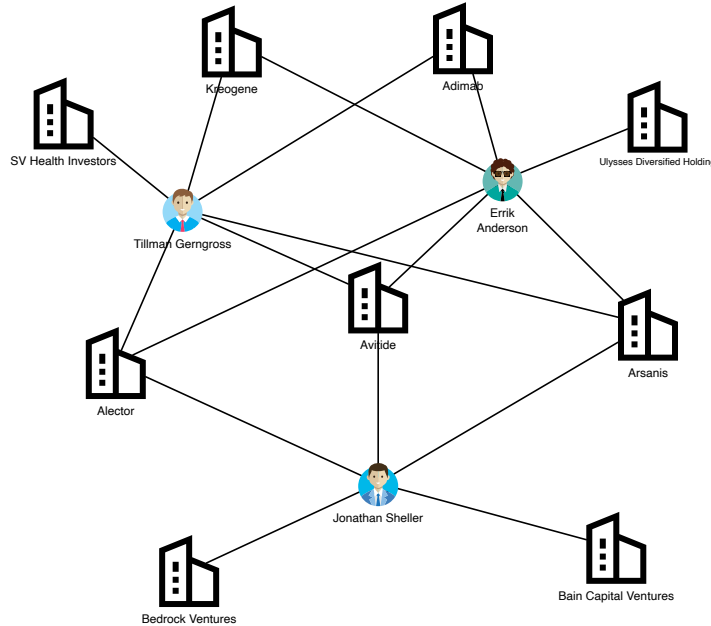 Kreogene
Adimab
SV Health Investors
Ulysses Diversified Holdin
Errik
Anderson
Tillman Gerngross
Avitide
Arsanis
Alector
Jonathan Sheller
Bain Capital Ventures
Bedrock Ventures